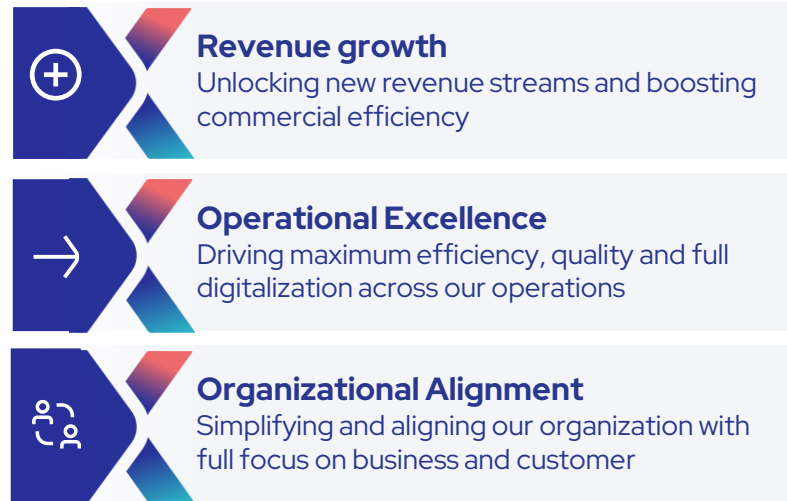 Revenue growth
Unlocking new revenue streams and boosting
commercial efficiency
Operational Excellence
Driving maximum efficiency, quality and full
digitalization across our operations
Organizational Alignment
Simplifying and aligning our organization with
full focus on business and customer